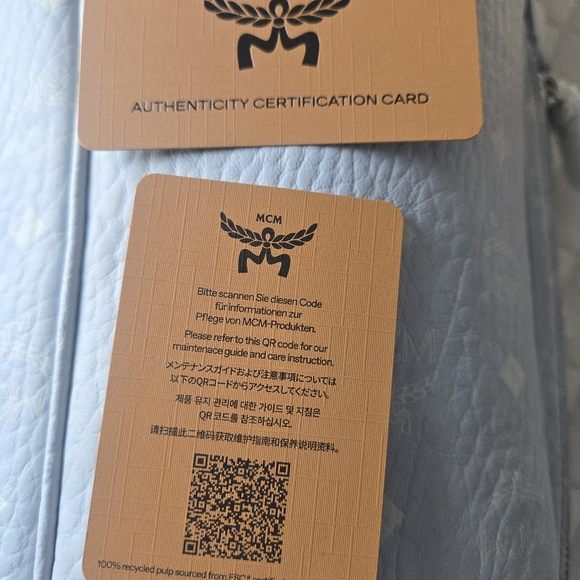 AUTHENTICITY CERTIFICATION CARD
MCM
Bitte scannen Sie diesen Code
für informationen zur
Pflege von MCM-Produkten.
Please refer to this QR code for our
maintenace guide and care instruction.
メンテナンスガイドおよび注意事項については
以下のQRコードからアクセスしてください。
제품 유지 관리에 대한 가이드 및 지침은
QR 코드를 참조하십시오.
请扫描此二维码获取维护指南和保养说明资料。
100% recycled pulp sourced from FSC®